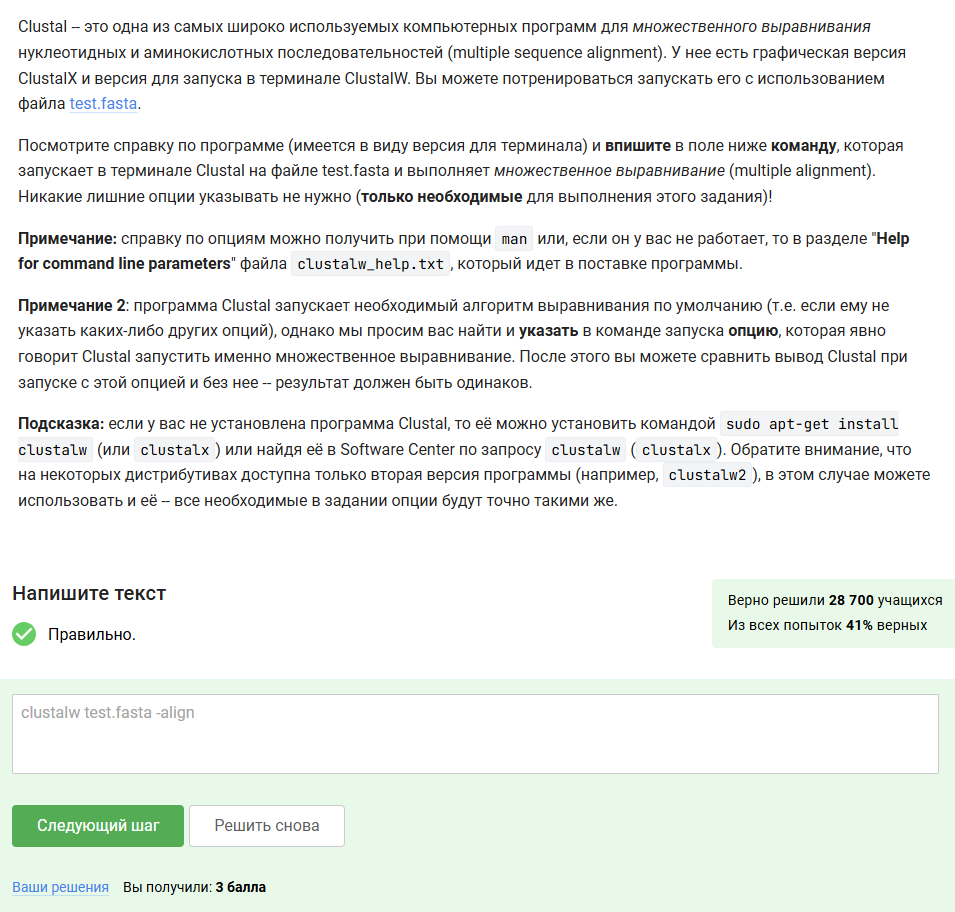 Clustal -- это одна из самых широко используемых компьютерных программ для множественного выравнивания
нуклеотидных и аминокислотных последовательностей (multiple sequence alignment). У нее есть графическая версия
ClustalX и версия для запуска в терминале ClustalW. Вы можете потренироваться запускать его с использованием
файла test.fasta.
Посмотрите справку по программе (имеется в виду версия для терминала) и впишите в поле ниже команду, которая
запускает в терминале Clustal на файле test.fasta и выполняет множественное выравнивание (multiple alignment).
Никакие лишние опции указывать не нужно (только необходимые для выполнения этого задания)!
Примечание: справку по опциям можно получить при помощи man или, если он у вас не работает, то в разделе "Help
for command line parameters" файла clustalw_help.txt, который идет в поставке программы.
Примечание 2: программа Clustal запускает необходимый алгоритм выравнивания по умолчанию (т.е. если ему не
указать каких-либо других опций), однако мы просим вас найти и указать в команде запуска опцию, которая явно
говорит Clustal запустить именно множественное выравнивание. После этого вы можете сравнить вывод Clustal при
запуске с этой опцией и без нее -- результат должен быть одинаков.
Подсказка: если у вас не установлена программа Clustal, то её можно установить командой sudo apt-get install
clustalw (или clustalx) или найдя её в Software Center по запросу clustalw (clustalx). Обратите внимание, что
на некоторых дистрибутивах доступна только вторая версия программы (например, clustalw2), в этом случае можете
использовать и её -- все необходимые в задании опции будут точно такими же.
Напишите текст
Верно решили 28 700 учащихся
Из всех попыток 41% верных
Правильно.
clustalw test.fasta -align
Следующий шаг
Решить снова
Ваши решения Вы получили: 3 балла